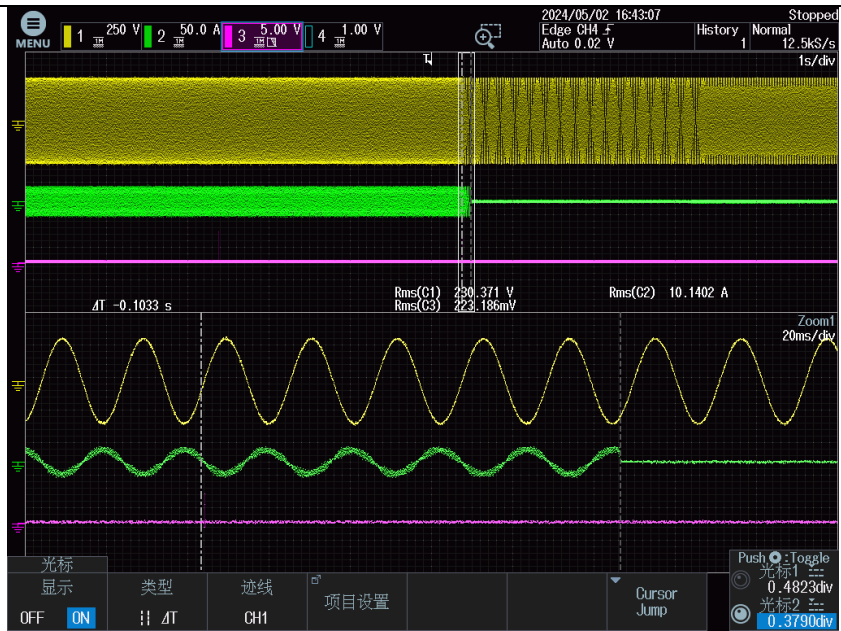 2024/05/02 16:43:07 Stopped
MENU 1 1M 250 V 2 1M 50.0 A 3 1M 5.00 V 4 1M 1.00 V Edge CH4 History Normal
Auto 0.02 V 1 12.5kS/s
T 1s/div
Rms(C1) 230.371 V Rms(C2) 10.1402 A
ΔT -0.1033 s Rms(C3) 223.186mV
Zoom1
20ms/div
光标
显示 类型 迹线 项目设置 Cursor Jump
OFF ON ΔT CH1
Push :Toggle
光标1
0.4823div
光标2
0.3790div